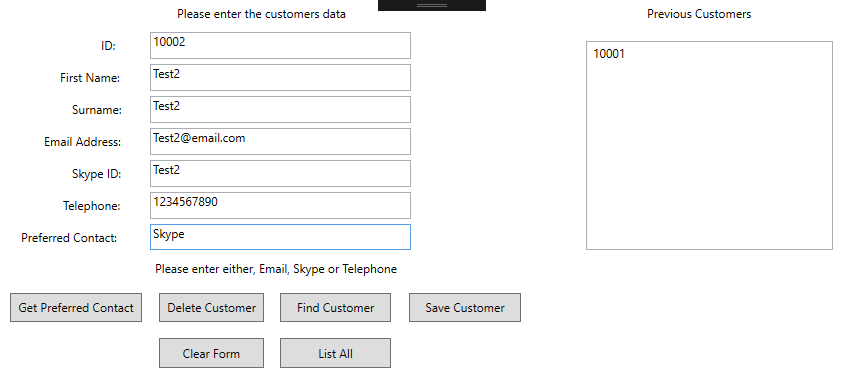 Please enter the customers data
Previous Customers
ID:
10002
10001
First Name:
Test2
Surname:
Test2
Email Address:
Test2@email.com
Skype ID:
Test2
Telephone:
1234567890
Preferred Contact:
Skype
Please enter either, Email, Skype or Telephone
Get Preferred Contact
Delete Customer
Find Customer
Save Customer
Clear Form
List All